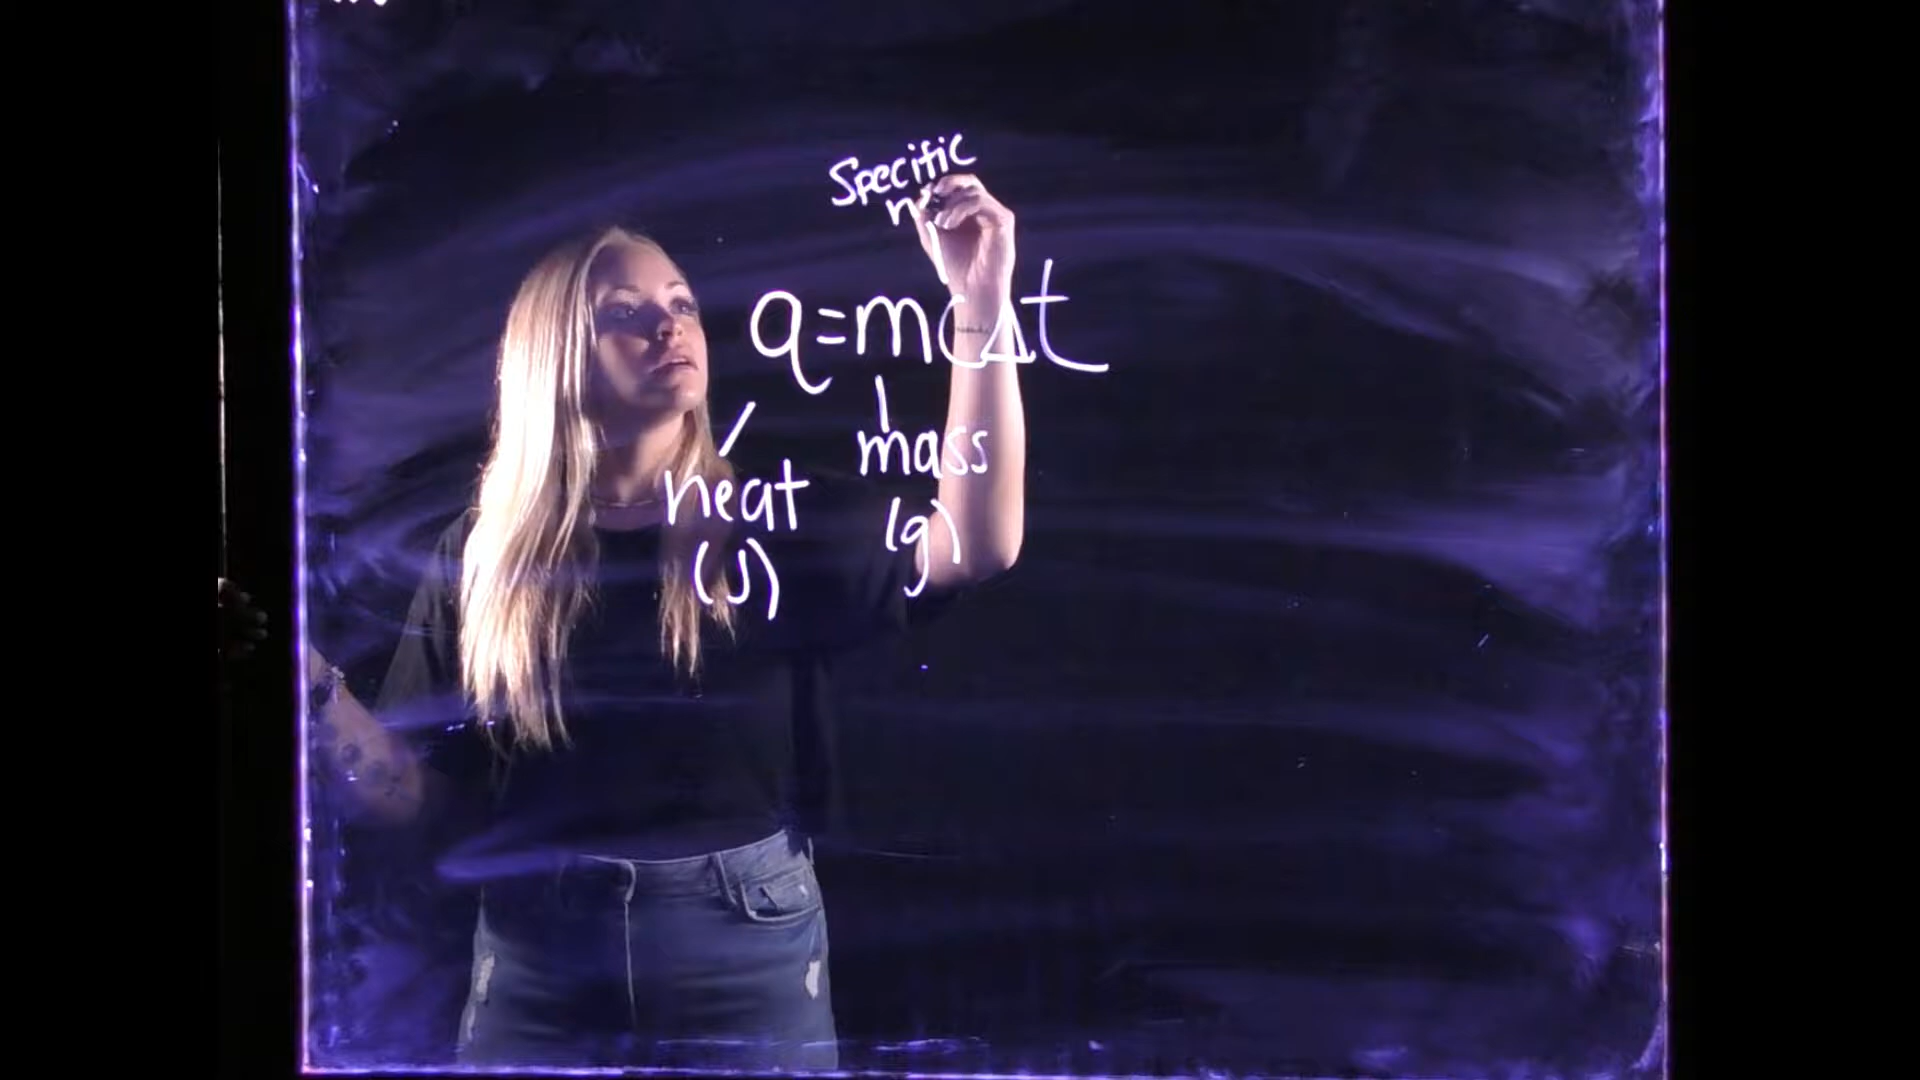 Specific
q=mcΔt
mass
heat
(g)
(J)